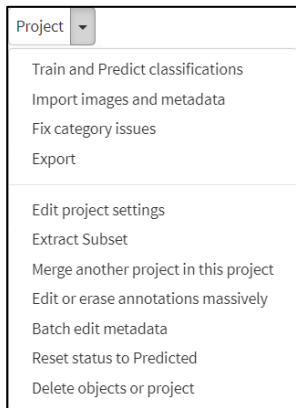 Project
Train and Predict classifications
Import images and metadata
Fix category issues
Export
Edit project settings
Extract Subset
Merge another project in this project
Edit or erase annotations massively
Batch edit metadata
Reset status to Predicted
Delete objects or project